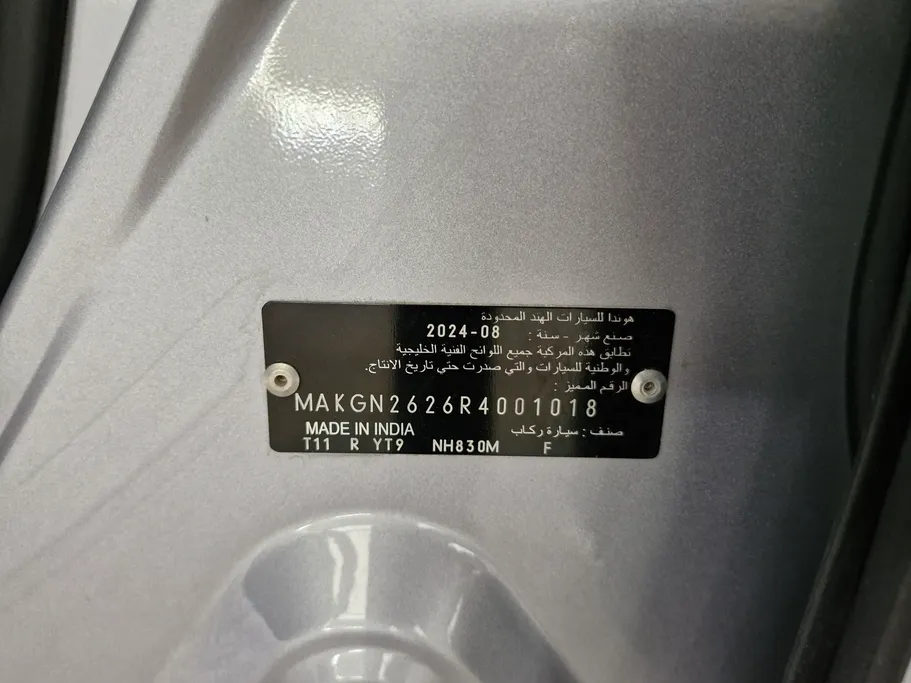 هوندا للسيارات الهند المحدودة
صنع شهر - سنة : 2024-08
تطابق هذه المركبة جميع اللوائح الفنية الخليجية
والوطنية للسيارات والتي صدرت حتي تاريخ الانتاج.
الرقم المميز :
MAKGN2626R4001018
MADE IN INDIA صنف : سيارة ركاب
T11 R YT9 NH830M F